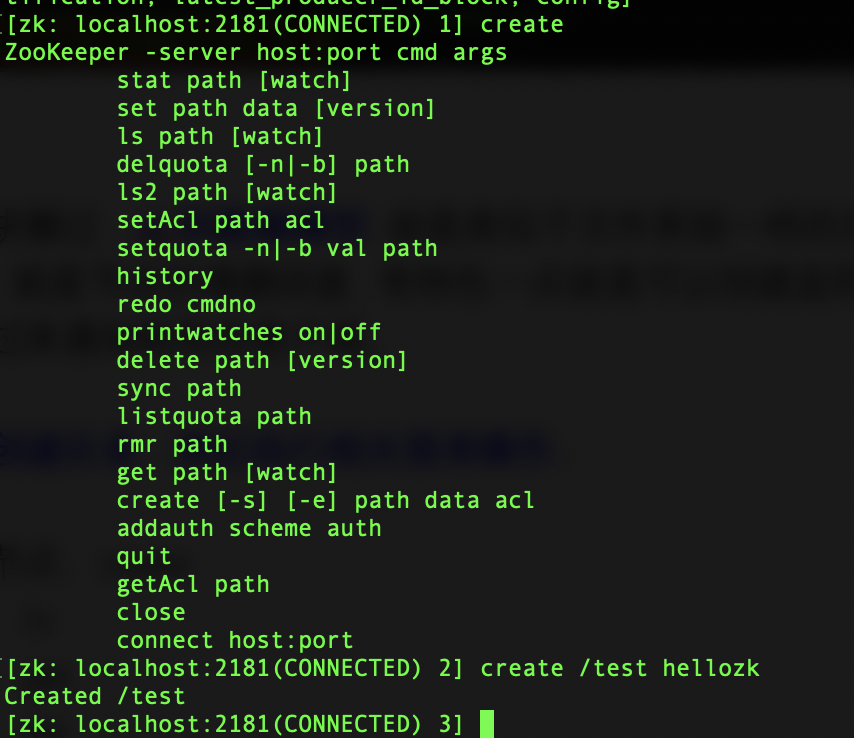 latest_producer_id_block, config]
[[zk: localhost:2181(CONNECTED) 1] create
ZooKeeper -server host:port cmd args
stat path [watch]
set path data [version]
ls path [watch]
delquota [-n|-b] path
ls2 path [watch]
setAcl path acl
setquota -n|-b val path
history
redo cmdno
printwatches on|off
delete path [version]
sync path
listquota path
rmr path
get path [watch]
create [-s] [-e] path data acl
addauth scheme auth
quit
getAcl path
close
connect host:port
[[zk: localhost:2181(CONNECTED) 2] create /test hellozk
Created /test
[zk: localhost:2181(CONNECTED) 3]